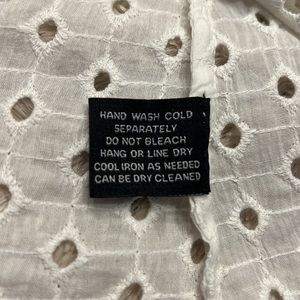 HAND WASH COLD
SEPARATELY
DO NOT BLEACH
HANG OR LINE DRY
COOL IRON AS NEEDED
CAN BE DRY CLEANED